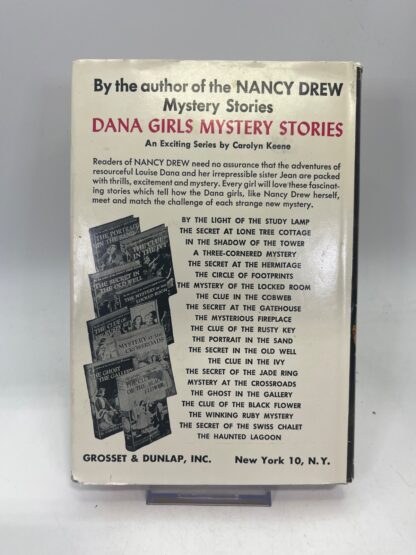 By the author of the NANCY DREW
Mystery Stories
DANA GIRLS MYSTERY STORIES
An Exciting Series by Carolyn Keene
Readers of NANCY DREW need no assurance that the adventures of
resourceful Louise Dana and her irrepressible sister Jean are packed
with thrills, excitement and mystery. Every girl will love these fascinat-
ing stories which tell how the Dana girls, like Nancy Drew herself,
meet and match the challenge of each strange new mystery.
BY THE LIGHT OF THE STUDY LAMP
THE SECRET AT LONE TREE COTTAGE
IN THE SHADOW OF THE TOWER
A THREE-CORNERED MYSTERY
THE SECRET AT THE HERMITAGE
THE CIRCLE OF FOOTPRINTS
THE MYSTERY OF THE LOCKED ROOM
THE CLUE IN THE COBWEB
THE SECRET AT THE GATEHOUSE
THE MYSTERIOUS FIREPLACE
THE CLUE OF THE RUSTY KEY
THE PORTRAIT IN THE SAND
THE SECRET IN THE OLD WELL
THE CLUE IN THE IVY
THE SECRET OF THE JADE RING
MYSTERY AT THE CROSSROADS
THE GHOST IN THE GALLERY
THE CLUE OF THE BLACK FLOWER
THE WINKING RUBY MYSTERY
THE SECRET OF THE SWISS CHALET
THE HAUNTED LAGOON
GROSSET & DUNLAP, INC. New York 10, N.Y.